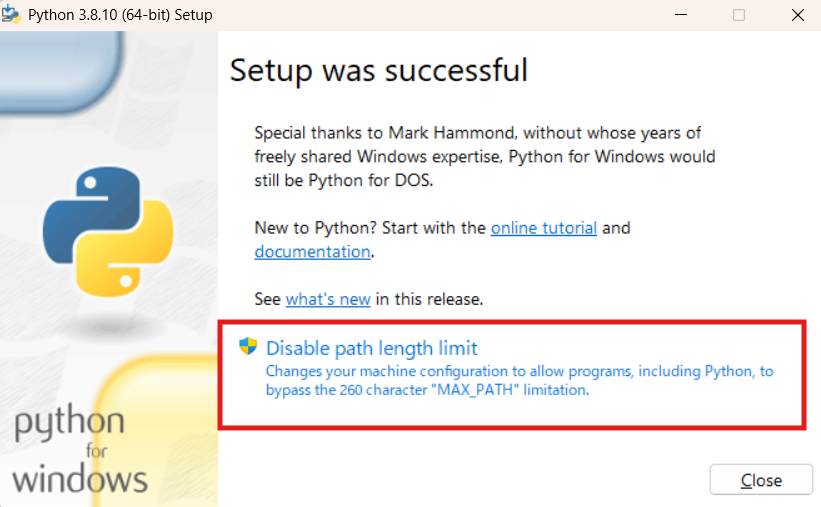 Python 3.8.10 (64-bit) Setup
Setup was successful
Special thanks to Mark Hammond, without whose years of
freely shared Windows expertise, Python for Windows would
still be Python for DOS.
New to Python? Start with the online tutorial and
documentation.
See what's new in this release.
Disable path length limit
Changes your machine configuration to allow programs, including Python, to
bypass the 260 character "MAX_PATH" limitation.
python
for
windows
Close